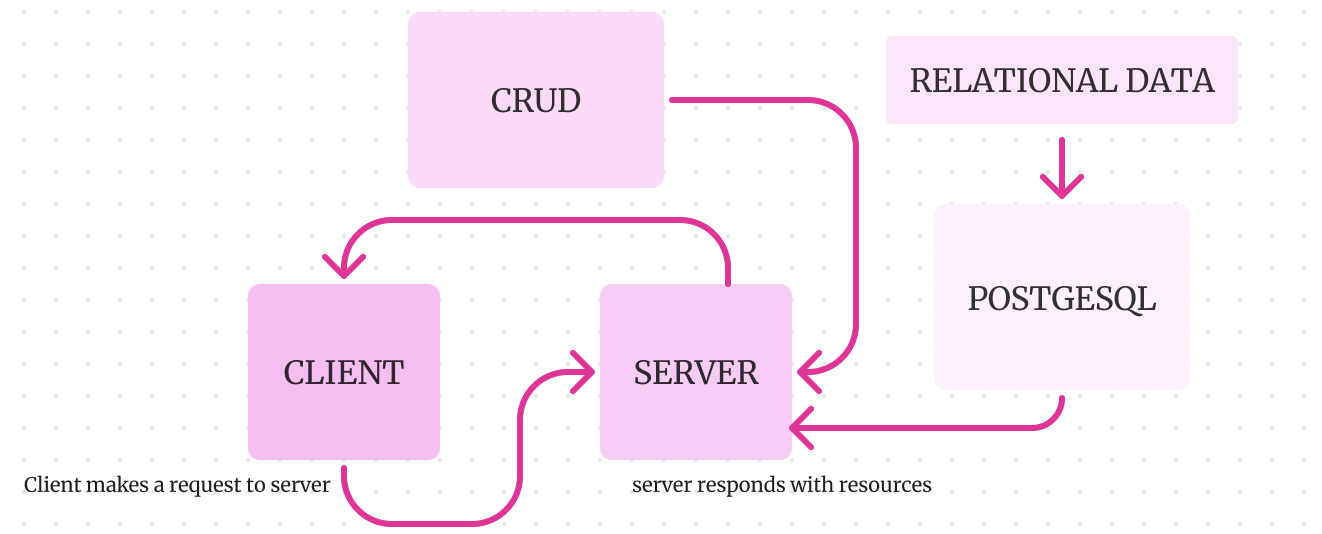 CRUD
RELATIONAL DATA
POSTGESQL
CLIENT
SERVER
Client makes a request to server
server responds with resources